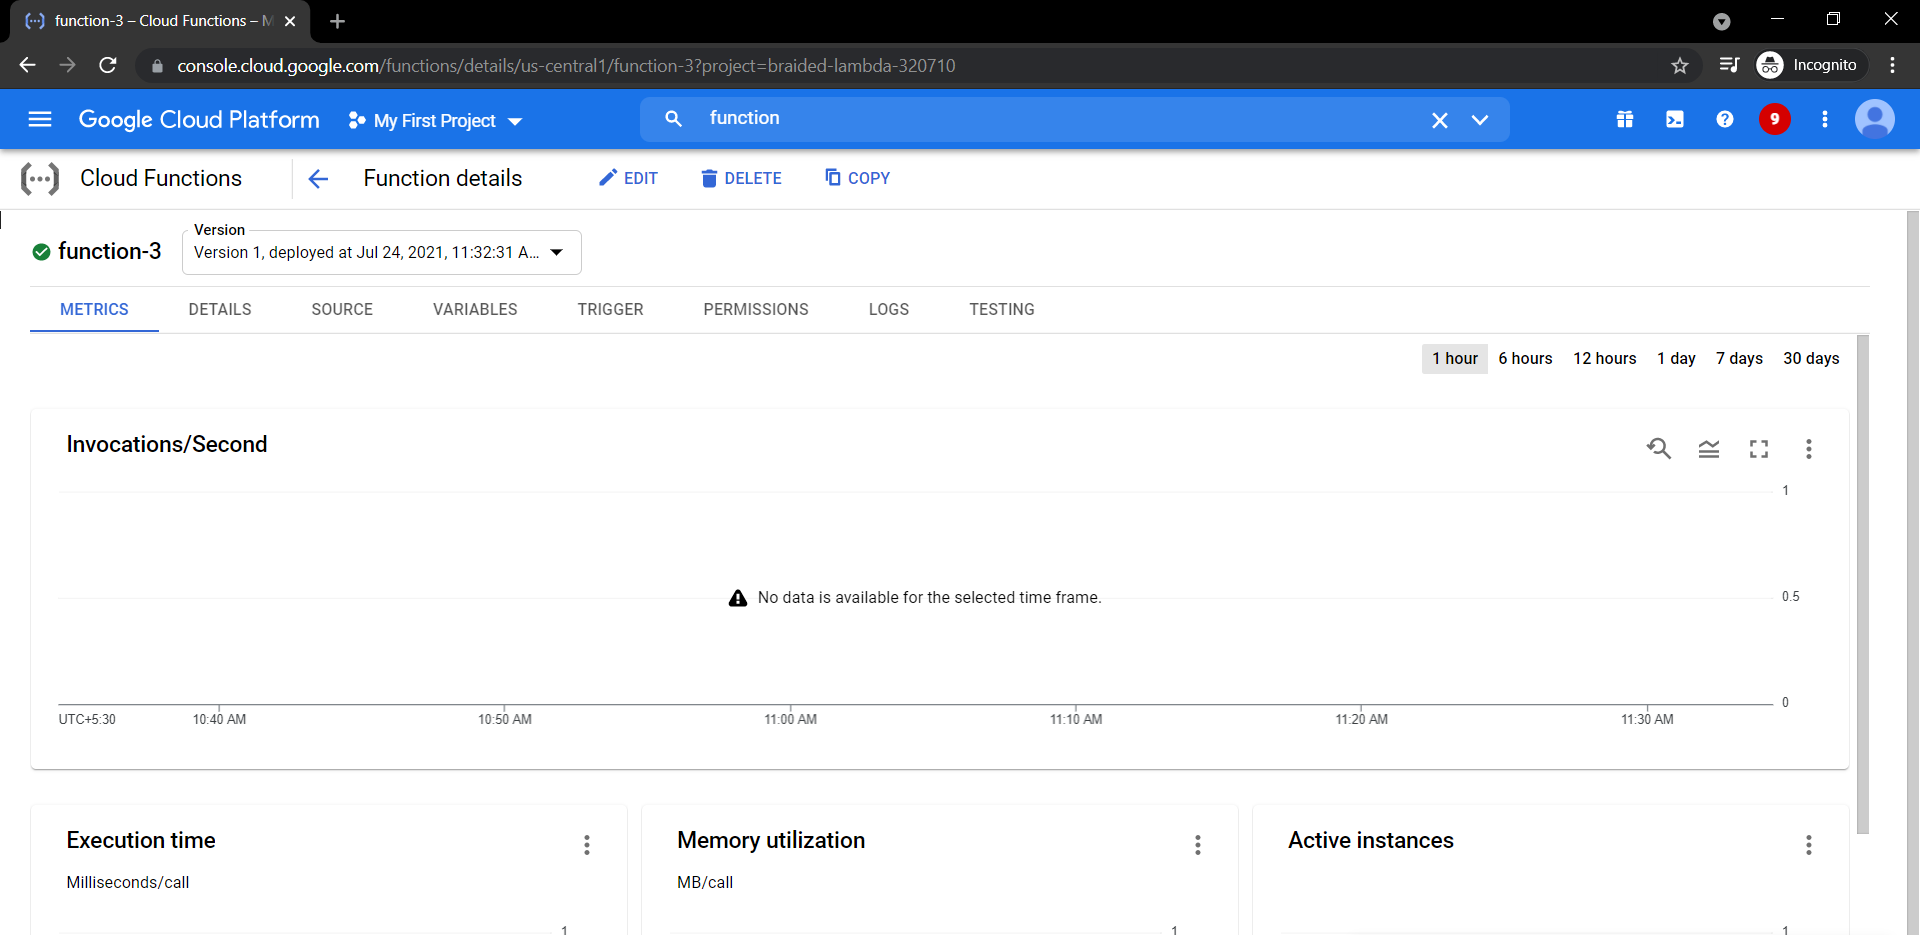 function-3 – Cloud Functions – M
console.cloud.google.com/functions/details/us-central1/function-3?project=braided-lambda-320710
Incognito
Google Cloud Platform
My First Project
function
9
Cloud Functions
Function details
EDIT
DELETE
COPY
function-3
Version
Version 1, deployed at Jul 24, 2021, 11:32:31 A...
METRICS
DETAILS
SOURCE
VARIABLES
TRIGGER
PERMISSIONS
LOGS
TESTING
1 hour
6 hours
12 hours
1 day
7 days
30 days
Invocations/Second
1
No data is available for the selected time frame.
0.5
0
UTC+5:30
10:40 AM
10:50 AM
11:00 AM
11:10 AM
11:20 AM
11:30 AM
Execution time
Milliseconds/call
1
Memory utilization
MB/call
1
Active instances
1